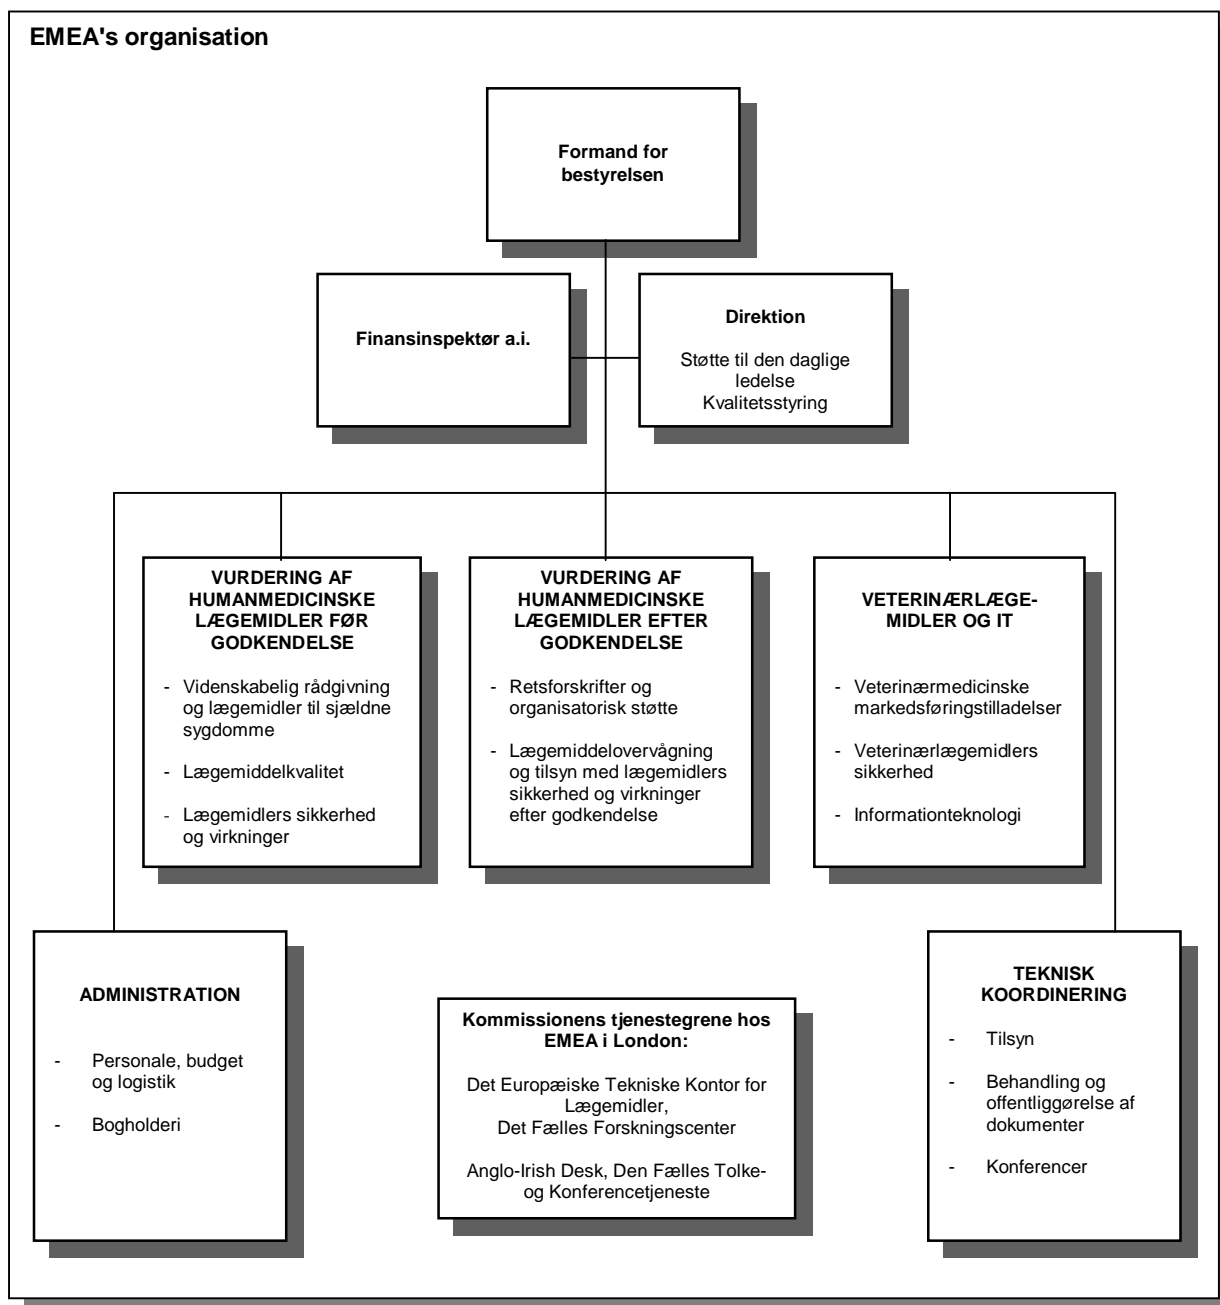 EMEA's organisation
Formand for
bestyrelsen
Finansinspektør a.i.
Direktion
Støtte til den daglige
ledelse
Kvalitetsstyring
VURDERING AF
HUMANMEDICINSKE
LÆGEMIDLER FØR
GODKENDELSE
- Videnskabelig rådgivning
og lægemidler til sjældne
sygdomme
- Lægemiddelkvalitet
- Lægemidlers sikkerhed
og virkninger
VURDERING AF
HUMANMEDICINSKE
LÆGEMIDLER EFTER
GODKENDELSE
- Retsforskrifter og
organisatorisk støtte
- Lægemiddelovervågning
og tilsyn med lægemidlers
sikkerhed og virkninger
efter godkendelse
VETERINÆRLÆGE-
MIDLER OG IT
- Veterinærmedicinske
markedsføringstilladelser
- Veterinærlægemidlers
sikkerhed
- Informationteknologi
ADMINISTRATION
- Personale, budget
og logistik
- Bogholderi
Kommissionens tjenestegrene hos
EMEA i London:
Det Europæiske Tekniske Kontor for
Lægemidler,
Det Fælles Forskningscenter
Anglo-Irish Desk, Den Fælles Tolke-
og Konferencetjeneste
TEKNISK
KOORDINERING
- Tilsyn
- Behandling og
offentliggørelse af
dokumenter
- Konferencer